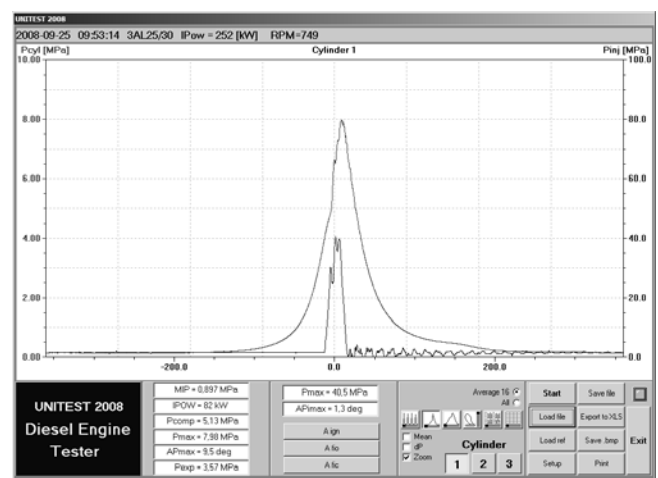 UNITEST 2008
2008-09-25 09:53:14 3AL25/30 IPow = 252 [kW] RPM=749
Pcyl [MPa] Cylinder 1 Pinj [MPa]
10.00 100.0
8.00 80.0
6.00 60.0
4.00 40.0
2.00 20.0
0.00 0.0
-200.0 0.0 200.0
UNITEST 2008
Diesel Engine
Tester
MIP = 0,897 MPa
IPOW = 82 kW
Pcomp = 5,13 MPa
Pmax = 7,98 MPa
APmax = 9,5 deg
Pexp = 3,57 MPa
Pmax = 40,5 MPa
APimax = 1,3 deg
A ign
A fio
A fic
Average 16
All
Mean
dP
Zoom
Cylinder
1 2 3
Start Save file
Load file Export to XLS
Load ref Save .bmp Exit
Setup Print